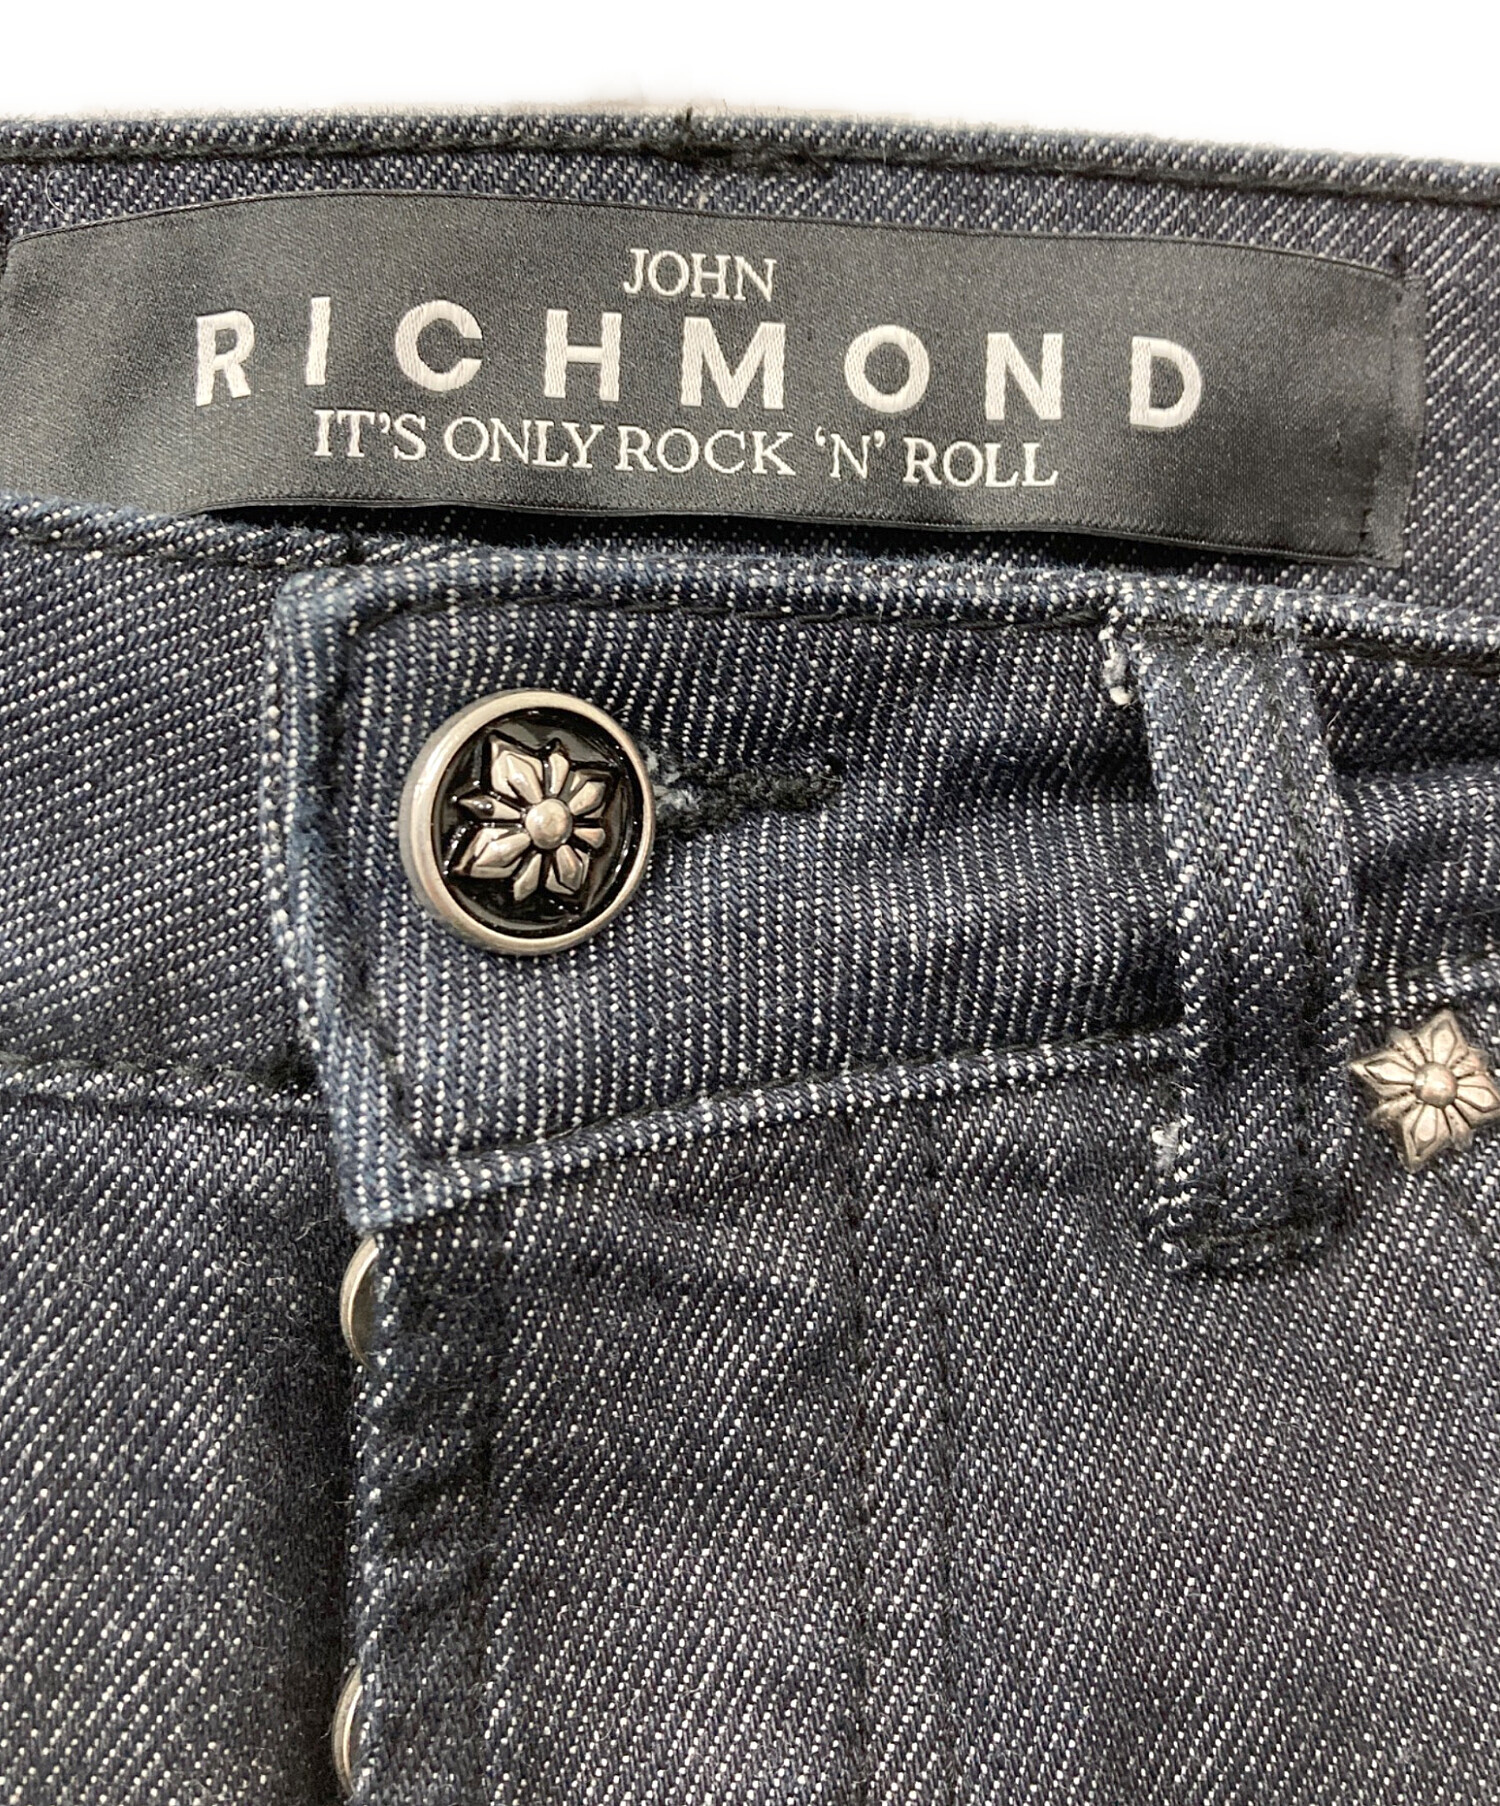 JOHN
RICHMOND
IT'S ONLY ROCK ‘N’ ROLL